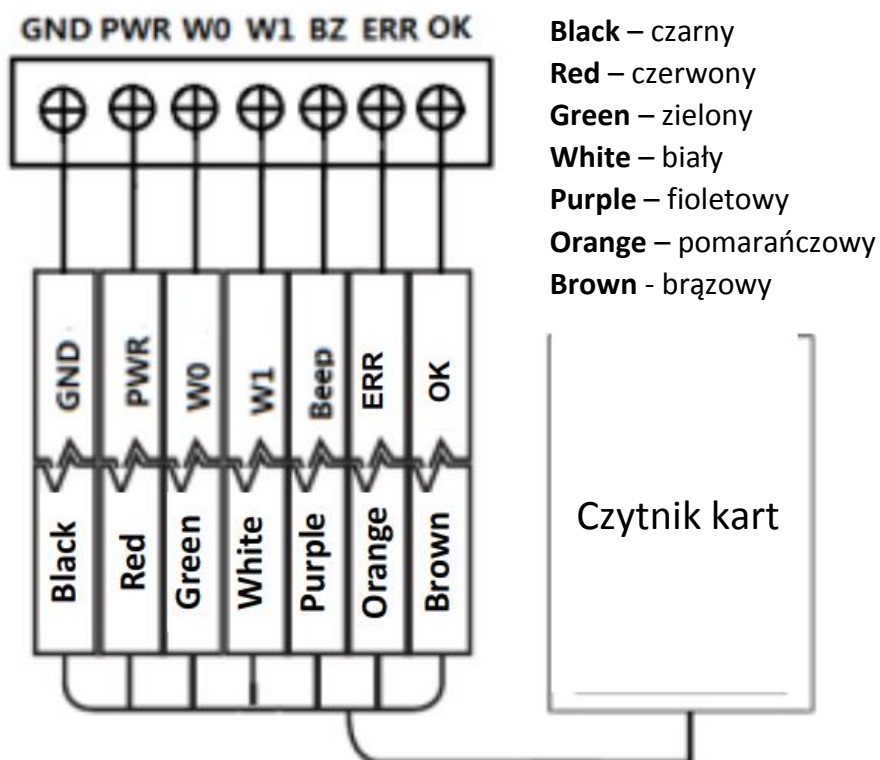 GND PWR W0 W1 BZ ERR OK
Black – czarny
Red – czerwony
Green – zielony
White – biały
Purple – fioletowy
Orange – pomarańczowy
Brown - brązowy
GND
PWR
W0
W1
Beep
ERR
OK
Black
Red
Green
White
Purple
Orange
Brown
Czytnik kart